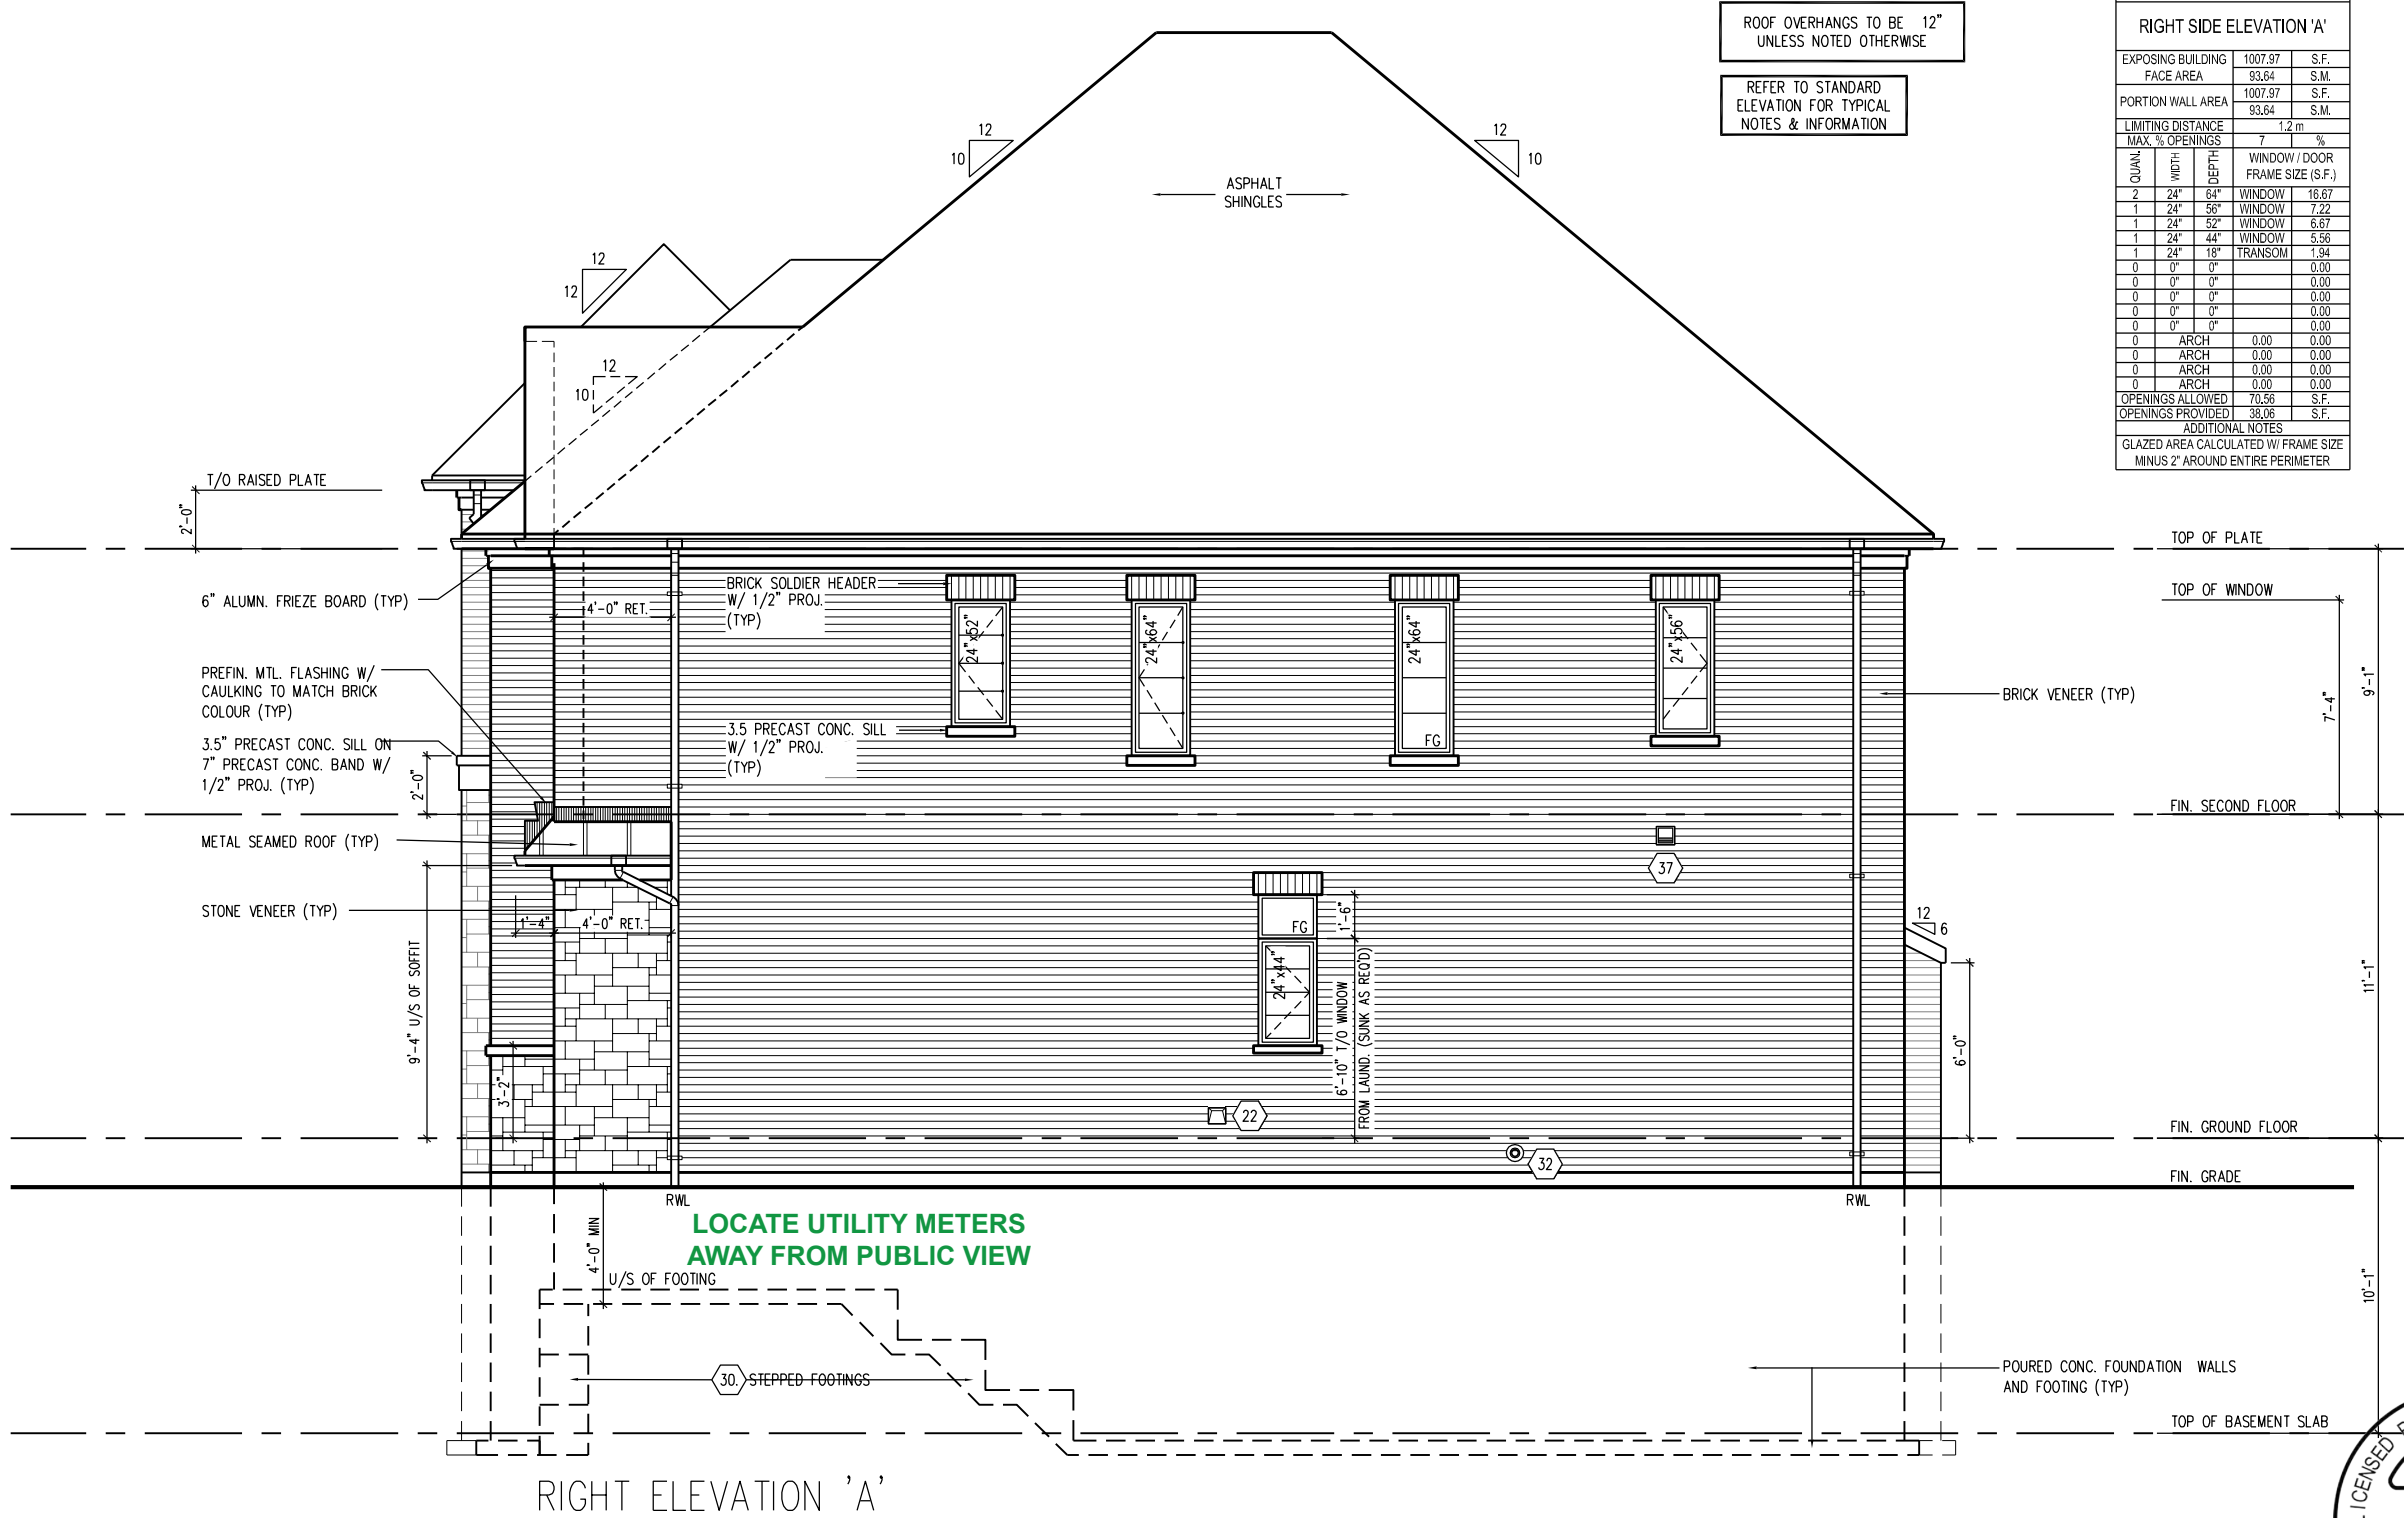 ROOF OVERHANGS TO BE 12"
UNLESS NOTED OTHERWISE
REFER TO STANDARD
ELEVATION FOR TYPICAL
NOTES & INFORMATION
RIGHT SIDE ELEVATION 'A'
EXPOSING BUILDING FACE AREA 1007.97 S.F.
93.64 S.M.
PORTION WALL AREA 1007.97 S.F.
93.64 S.M.
LIMITING DISTANCE 1.2 m
MAX. % OPENINGS 7 %
QUAN. WIDTH DEPTH WINDOW / DOOR
FRAME SIZE (S.F.)
2 24" 64" WINDOW 16.67
1 24" 56" WINDOW 7.22
1 24" 52" WINDOW 6.67
1 24" 44" WINDOW 5.56
1 24" 18" TRANSOM 1.94
0 0" 0" 0.00
0 0" 0" 0.00
0 0" 0" 0.00
0 0" 0" 0.00
0 0" 0" 0.00
0 ARCH 0.00 0.00
0 ARCH 0.00 0.00
0 ARCH 0.00 0.00
0 ARCH 0.00 0.00
OPENINGS ALLOWED 70.56 S.F.
OPENINGS PROVIDED 38.06 S.F.
ADDITIONAL NOTES
GLAZED AREA CALCULATED W/ FRAME SIZE
MINUS 2" AROUND ENTIRE PERIMETER
12
10
12
10
ASPHALT
SHINGLES
12
12
12
10
T/O RAISED PLATE
2'-0"
TOP OF PLATE
TOP OF WINDOW
6" ALUMN. FRIEZE BOARD (TYP)
4'-0" RET.
BRICK SOLDIER HEADER
W/ 1/2" PROJ.
(TYP)
24"x52"
24"x64"
24"x64"
FG
24"x56"
PREFIN. MTL. FLASHING W/
CAULKING TO MATCH BRICK
COLOUR (TYP)
BRICK VENEER (TYP)
9'-1"
7'-4"
3.5 PRECAST CONC. SILL
W/ 1/2" PROJ.
(TYP)
3.5" PRECAST CONC. SILL ON
7" PRECAST CONC. BAND W/
1/2" PROJ. (TYP)
2'-0"
FIN. SECOND FLOOR
METAL SEAMED ROOF (TYP)
37
STONE VENEER (TYP)
1'-4"
4'-0" RET.
FG
1'-6"
24"x44"
12
6
9'-4" U/S OF SOFFIT
6'-10" T/O WINDOW
FROM LAUND. (SUNK AS REQ'D)
11'-1"
6'-0"
3'-2"
22
FIN. GROUND FLOOR
32
FIN. GRADE
RWL
RWL
LOCATE UTILITY METERS
AWAY FROM PUBLIC VIEW
4'-0" MIN
U/S OF FOOTING
10'-1"
30.
STEPPED FOOTINGS
POURED CONC. FOUNDATION WALLS
AND FOOTING (TYP)
TOP OF BASEMENT SLAB
RIGHT ELEVATION 'A'